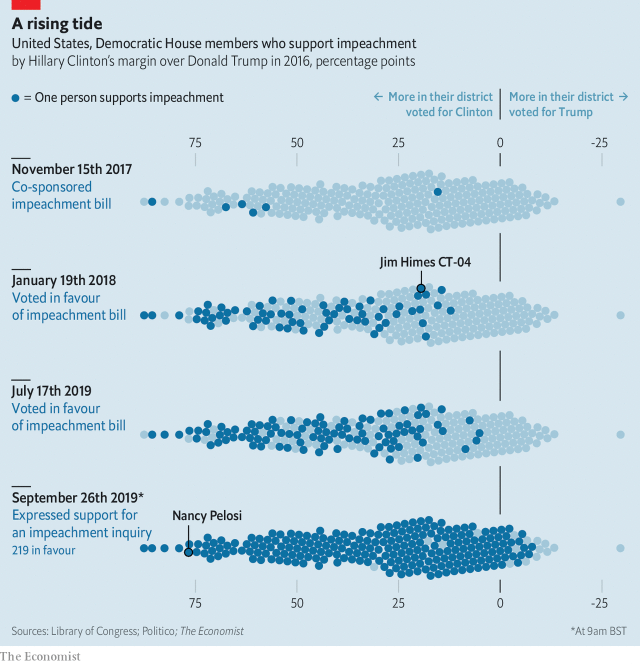 A rising tide
United States, Democratic House members who support impeachment
by Hillary Clinton's margin over Donald Trump in 2016, percentage points
● = One person supports impeachment
← More in their district voted for Clinton
More in their district → voted for Trump
75 50 25 0 -25
November 15th 2017
Co-sponsored
impeachment bill
Jim Himes CT-04
January 19th 2018
Voted in favour
of impeachment bill
July 17th 2019
Voted in favour
of impeachment bill
September 26th 2019*
Expressed support for
an impeachment inquiry
219 in favour
Nancy Pelosi
75 50 25 0 -25
Sources: Library of Congress; Politico; The Economist
*At 9am BST
The Economist